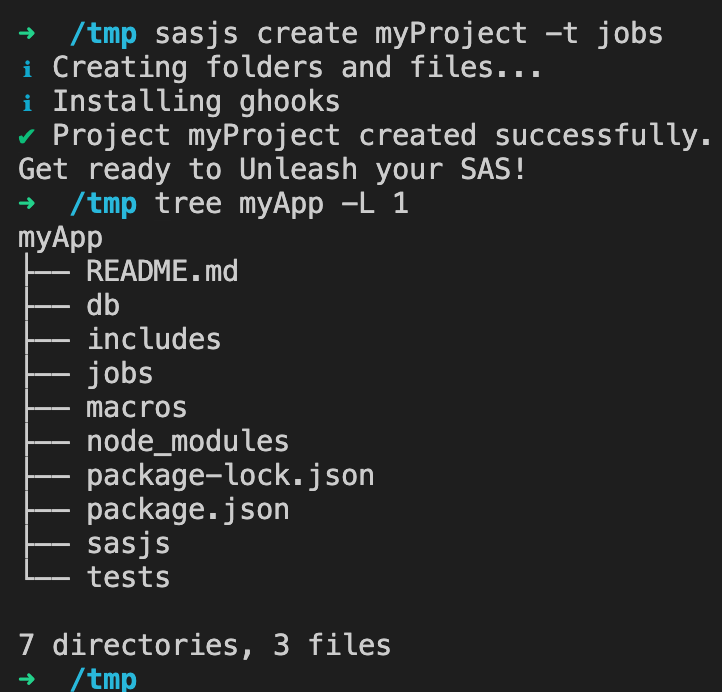 ➜  /tmp sasjs create myProject -t jobs
ℹ Creating folders and files...
ℹ Installing ghooks
✔ Project myProject created successfully.
Get ready to Unleash your SAS!
➜  /tmp tree myApp -L 1
myApp
├── README.md
├── db
├── includes
├── jobs
├── macros
├── node_modules
├── package-lock.json
├── package.json
├── sasjs
└── tests

7 directories, 3 files
➜  /tmp